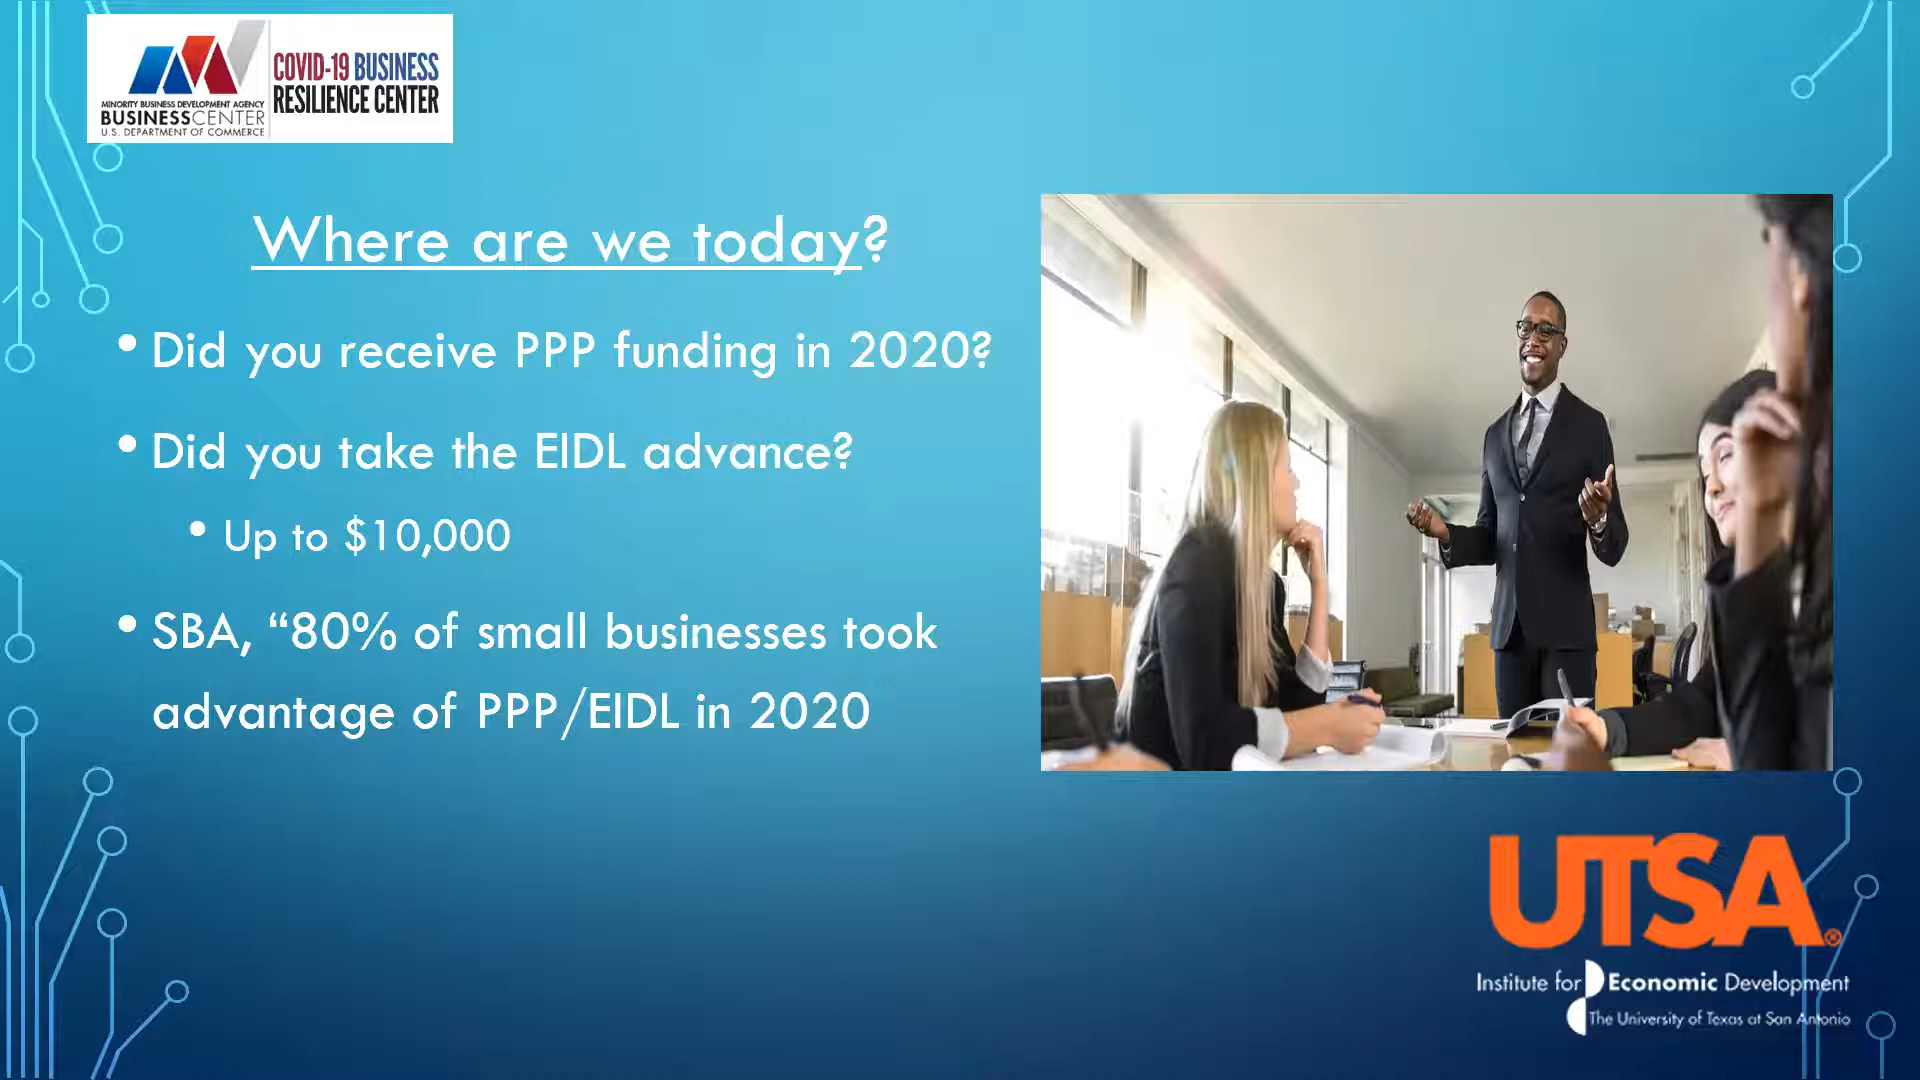 MINORITY BUSINESS DEVELOPMENT AGENCY
BUSINESSCENTER
U.S. DEPARTMENT OF COMMERCE
COVID-19 BUSINESS
RESILIENCE CENTER
Where are we today?
• Did you receive PPP funding in 2020?
• Did you take the EIDL advance?
• Up to $10,000
• SBA, “80% of small businesses took
advantage of PPP/EIDL in 2020
UTSA®
Institute for Economic Development
The University of Texas at San Antonio